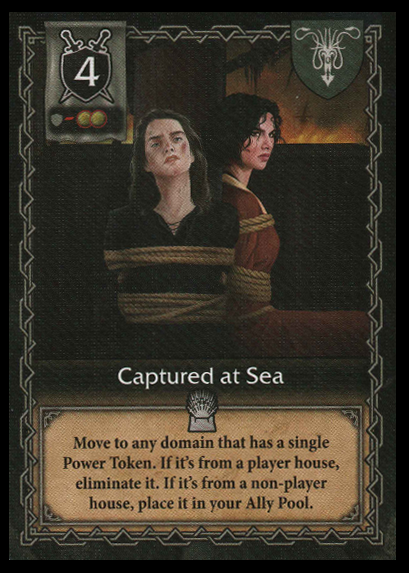 4
Captured at Sea
Move to any domain that has a single
Power Token. If it's from a player house,
eliminate it. If it's from a non-player
house, place it in your Ally Pool.